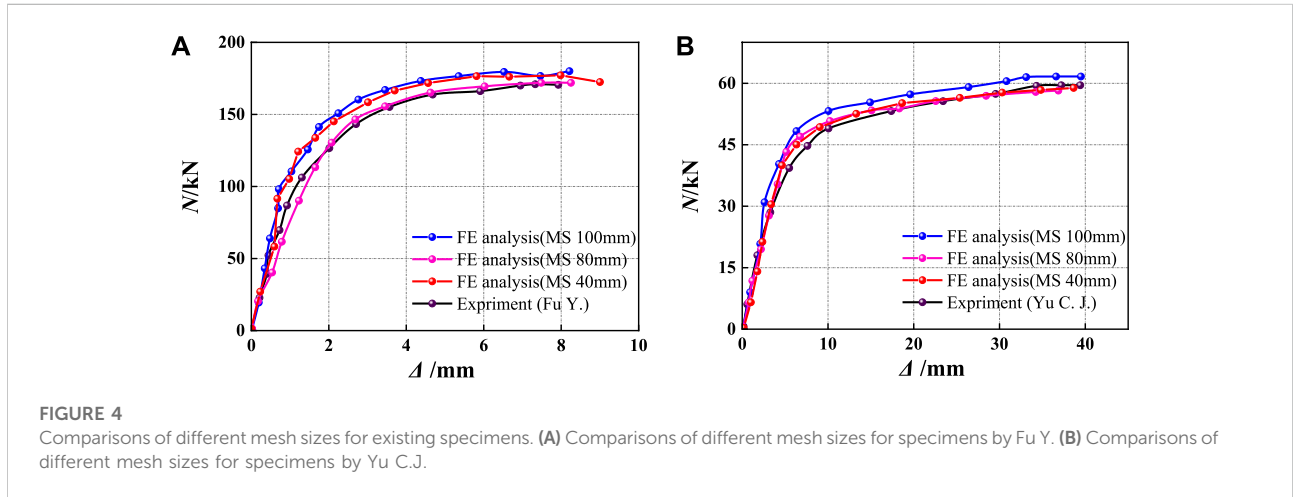 A
200
150
100
50
0
N/kN
FE analysis(MS 100mm)
FE analysis(MS 80mm)
FE analysis(MS 40mm)
Expriment (Fu Y.)
0 2 4 6 8 10
Δ /mm
B
60
45
30
15
0
N/kN
FE analysis(MS 100mm)
FE analysis(MS 80mm)
FE analysis(MS 40mm)
Expriment (Yu C. J.)
0 10 20 30 40
Δ /mm
FIGURE 4
Comparisons of different mesh sizes for existing specimens. (A) Comparisons of different mesh sizes for specimens by Fu Y. (B) Comparisons of
different mesh sizes for specimens by Yu C.J.